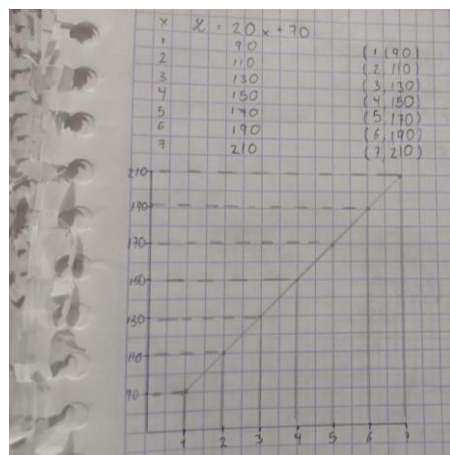 x y = 20x + 70
1 90 (1, 90)
2 110 (2, 110)
3 130 (3, 130)
4 150 (4, 150)
5 170 (5, 170)
6 190 (6, 190)
7 210 (7, 210)
210
190
170
150
130
110
90
1 2 3 4 5 6 7